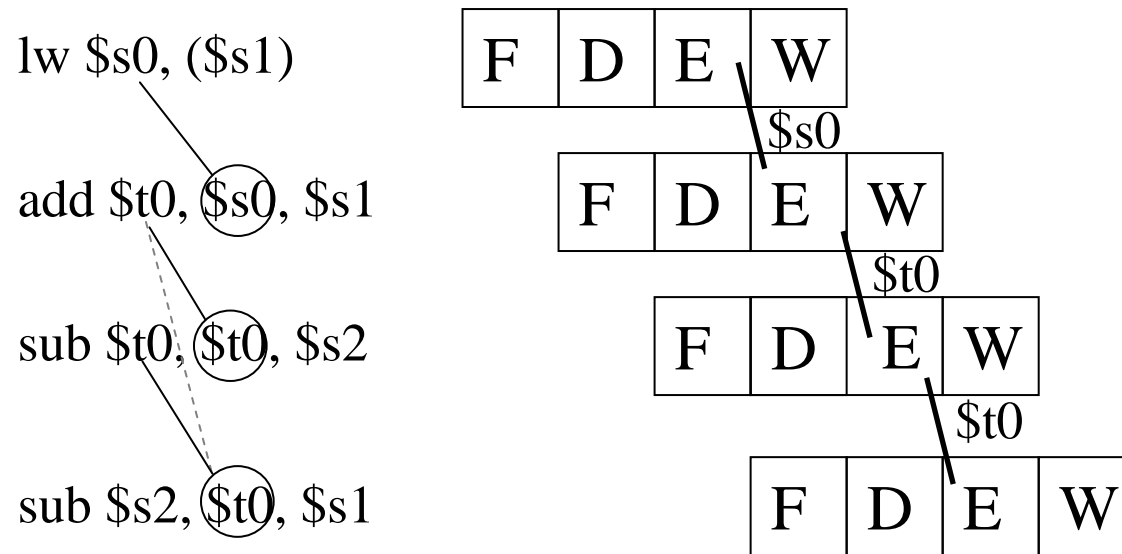 lw $s0, ($s1) F D E W
$s0
add $t0, $s0, $s1 F D E W
$t0
sub $t0, $t0, $s2 F D E W
$t0
sub $s2, $t0, $s1 F D E W